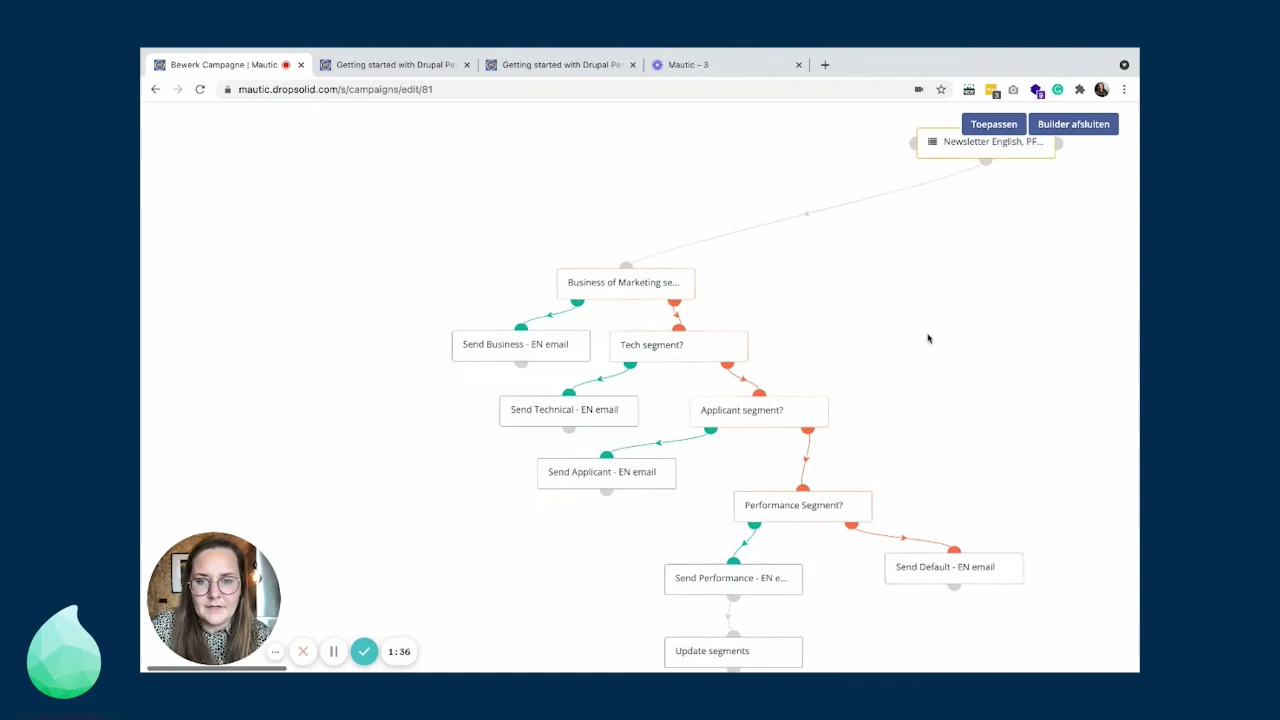 Bewerk Campagne | Mautic
Getting started with Drupal Pe
Getting started with Drupal Pe
Mautic - 3
mautic.dropsolid.com/s/campaigns/edit/81
Toepassen
Builder afsluiten
Newsletter English, PF...
Business of Marketing se...
Send Business - EN email
Tech segment?
Send Technical - EN email
Applicant segment?
Send Applicant - EN email
Performance Segment?
Send Performance - EN e...
Send Default - EN email
Update segments
1:36